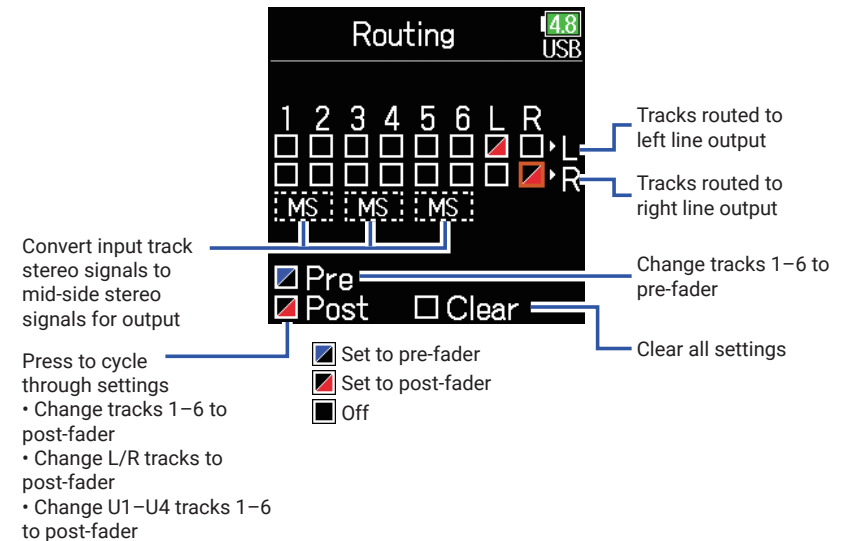 Routing
4.8
USB
1 2 3 4 5 6 L R
L
R
MS MS MS
Pre
Post Clear
Tracks routed to
left line output
Tracks routed to
right line output
Convert input track
stereo signals to
mid-side stereo
signals for output
Change tracks 1–6 to
pre-fader
Clear all settings
Press to cycle
through settings
• Change tracks 1–6 to
post-fader
• Change L/R tracks to
post-fader
• Change U1–U4 tracks 1–6
to post-fader
Set to pre-fader
Set to post-fader
Off